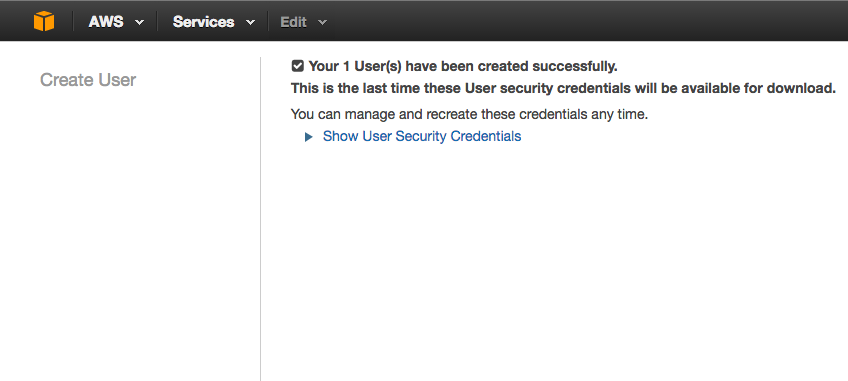 AWS Services Edit
Create User
Your 1 User(s) have been created successfully.
This is the last time these User security credentials will be available for download.
You can manage and recreate these credentials any time.
Show User Security Credentials